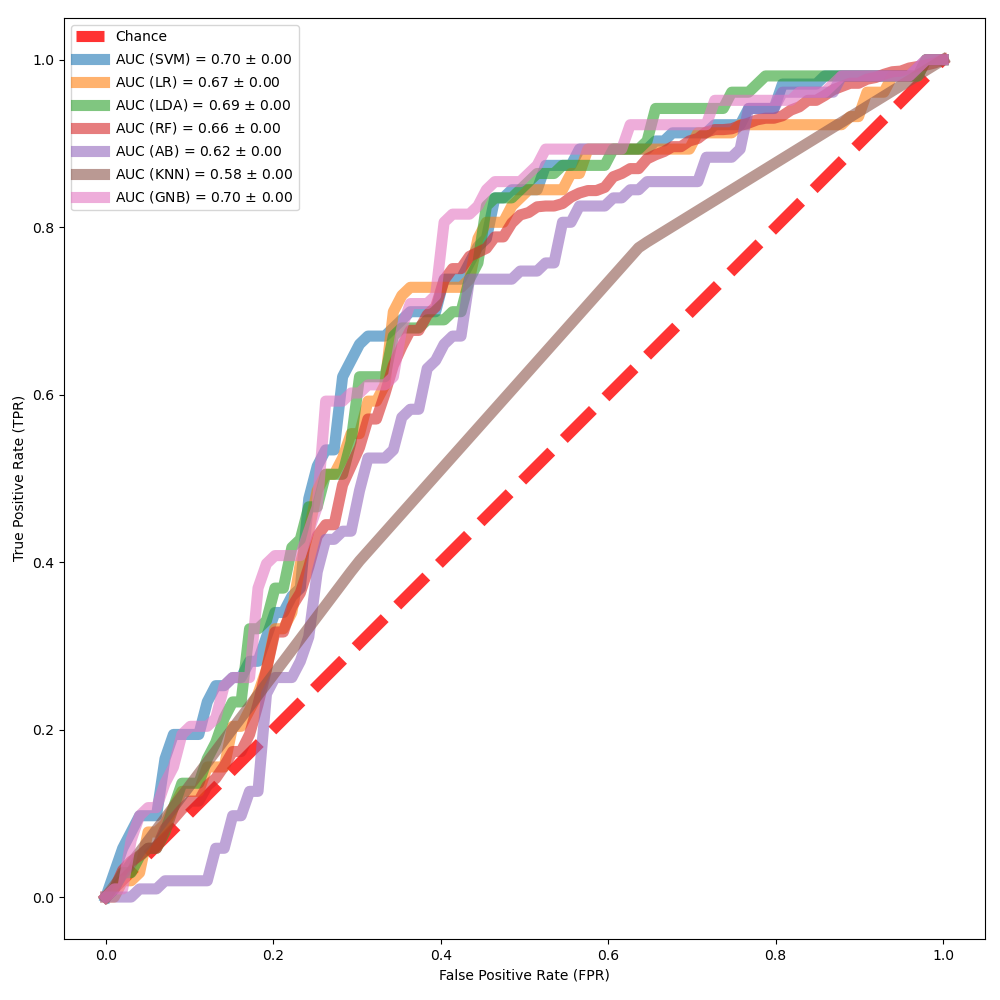 Chance
AUC (SVM) = 0.70 ± 0.00
AUC (LR) = 0.67 ± 0.00
AUC (LDA) = 0.69 ± 0.00
AUC (RF) = 0.66 ± 0.00
AUC (AB) = 0.62 ± 0.00
AUC (KNN) = 0.58 ± 0.00
AUC (GNB) = 0.70 ± 0.00
1.0
0.8
0.6
0.4
0.2
0.0
True Positive Rate (TPR)
0.0 0.2 0.4 0.6 0.8 1.0
False Positive Rate (FPR)